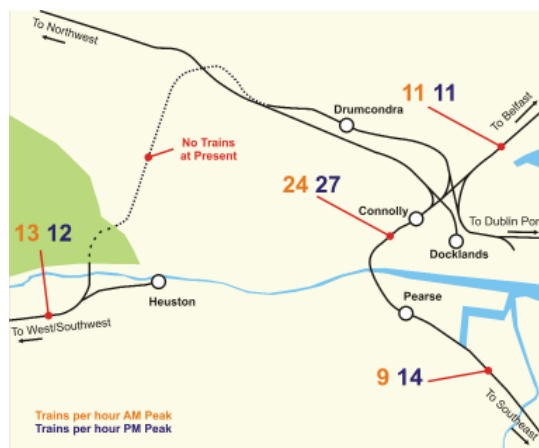 To Northwest
11 11
Drumcondra
To Belfast
No Trains
at Present
24 27
Connolly
To Dublin Por
Docklands
13 12
Heuston
Pearse
To West/Southwest
9 14
To Southeast
Trains per hour AM Peak
Trains per hour PM Peak